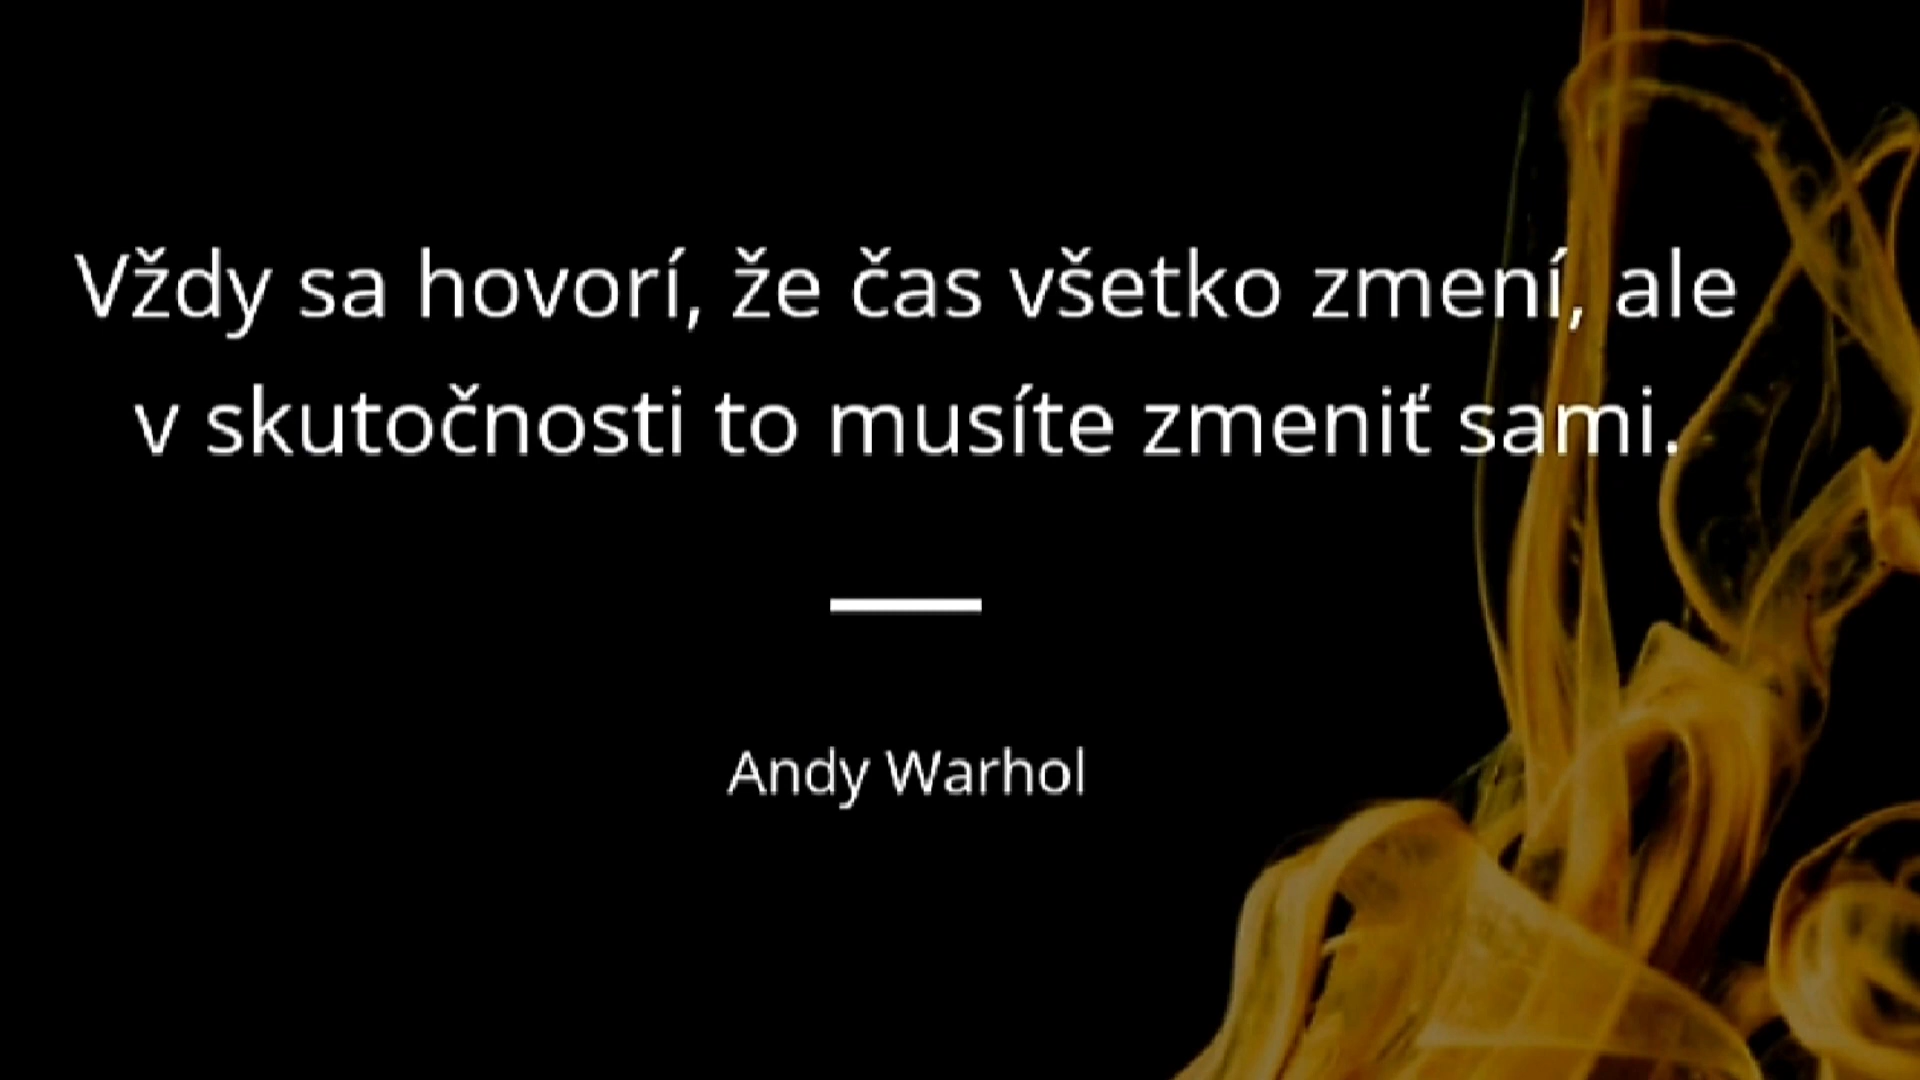 Vždy sa hovorí, že čas všetko zmení, ale
v skutočnosti to musíte zmeniť sami.
Andy Warhol